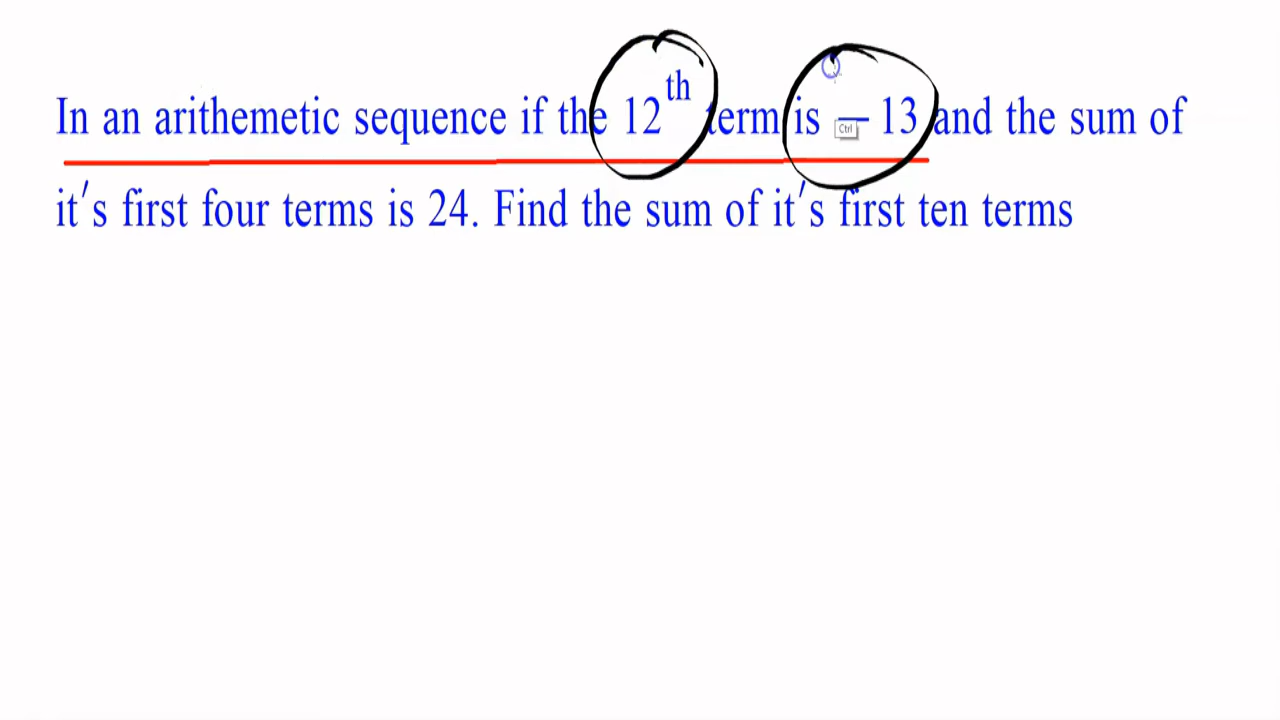 In an arithemetic sequence if the 12th term is – 13 and the sum of
it's first four terms is 24. Find the sum of it's first ten terms
Ctrl